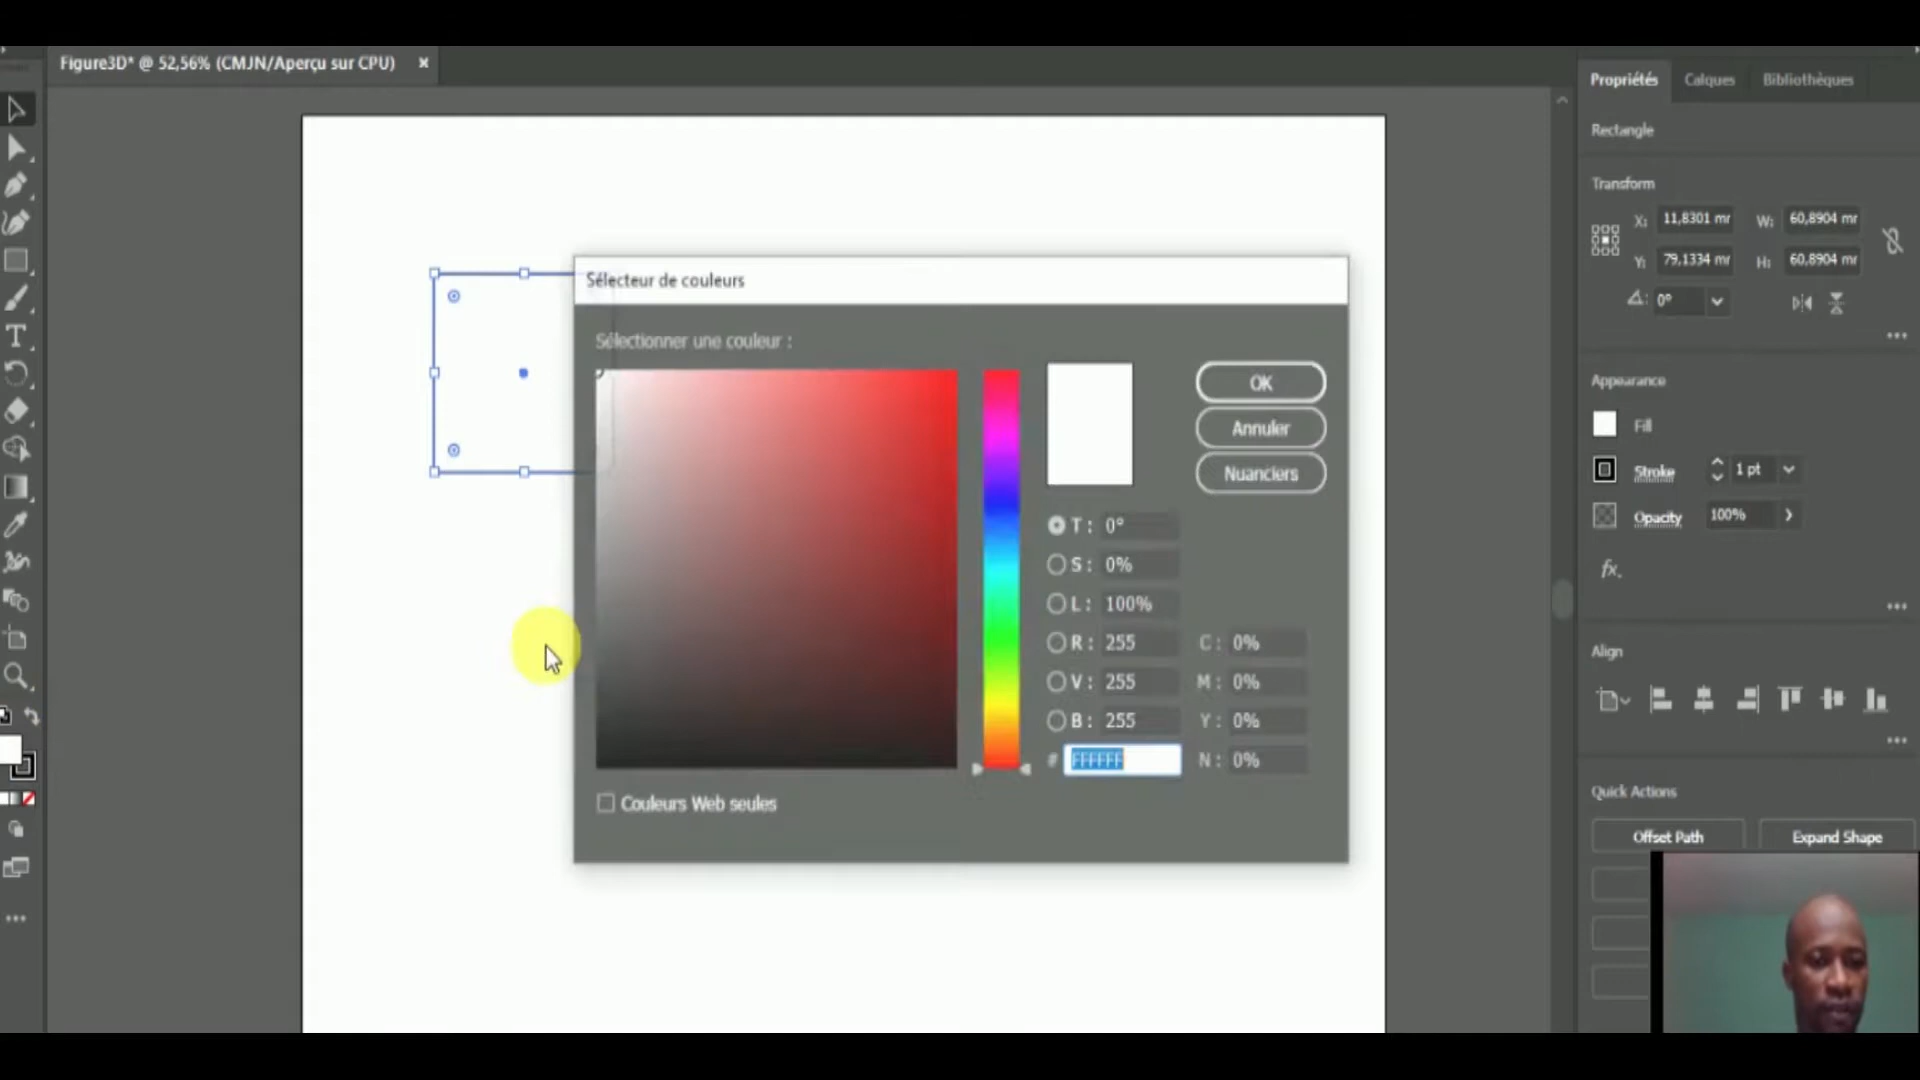 Figure3D* @ 52,56% (CMJN/Aperçu sur CPU) ×
Propriétés Calques Bibliothèques
Rectangle
Transform
X: 11,8301 mr W: 60,8904 mr
Y: 79,1334 mr H: 60,8904 mr
0°
Appearance
Fill
Stroke 1 pt
Opacity 100%
fx.
Align
Quick Actions
Offset Path Expand Shape
Sélecteur de couleurs
Sélectionner une couleur :
OK
Annuler
Nuanciers
T : 0°
S : 0%
L : 100%
R : 255 C : 0%
V : 255 M : 0%
B : 255 Y : 0%
# FFFFFF N : 0%
Couleurs Web seules
T